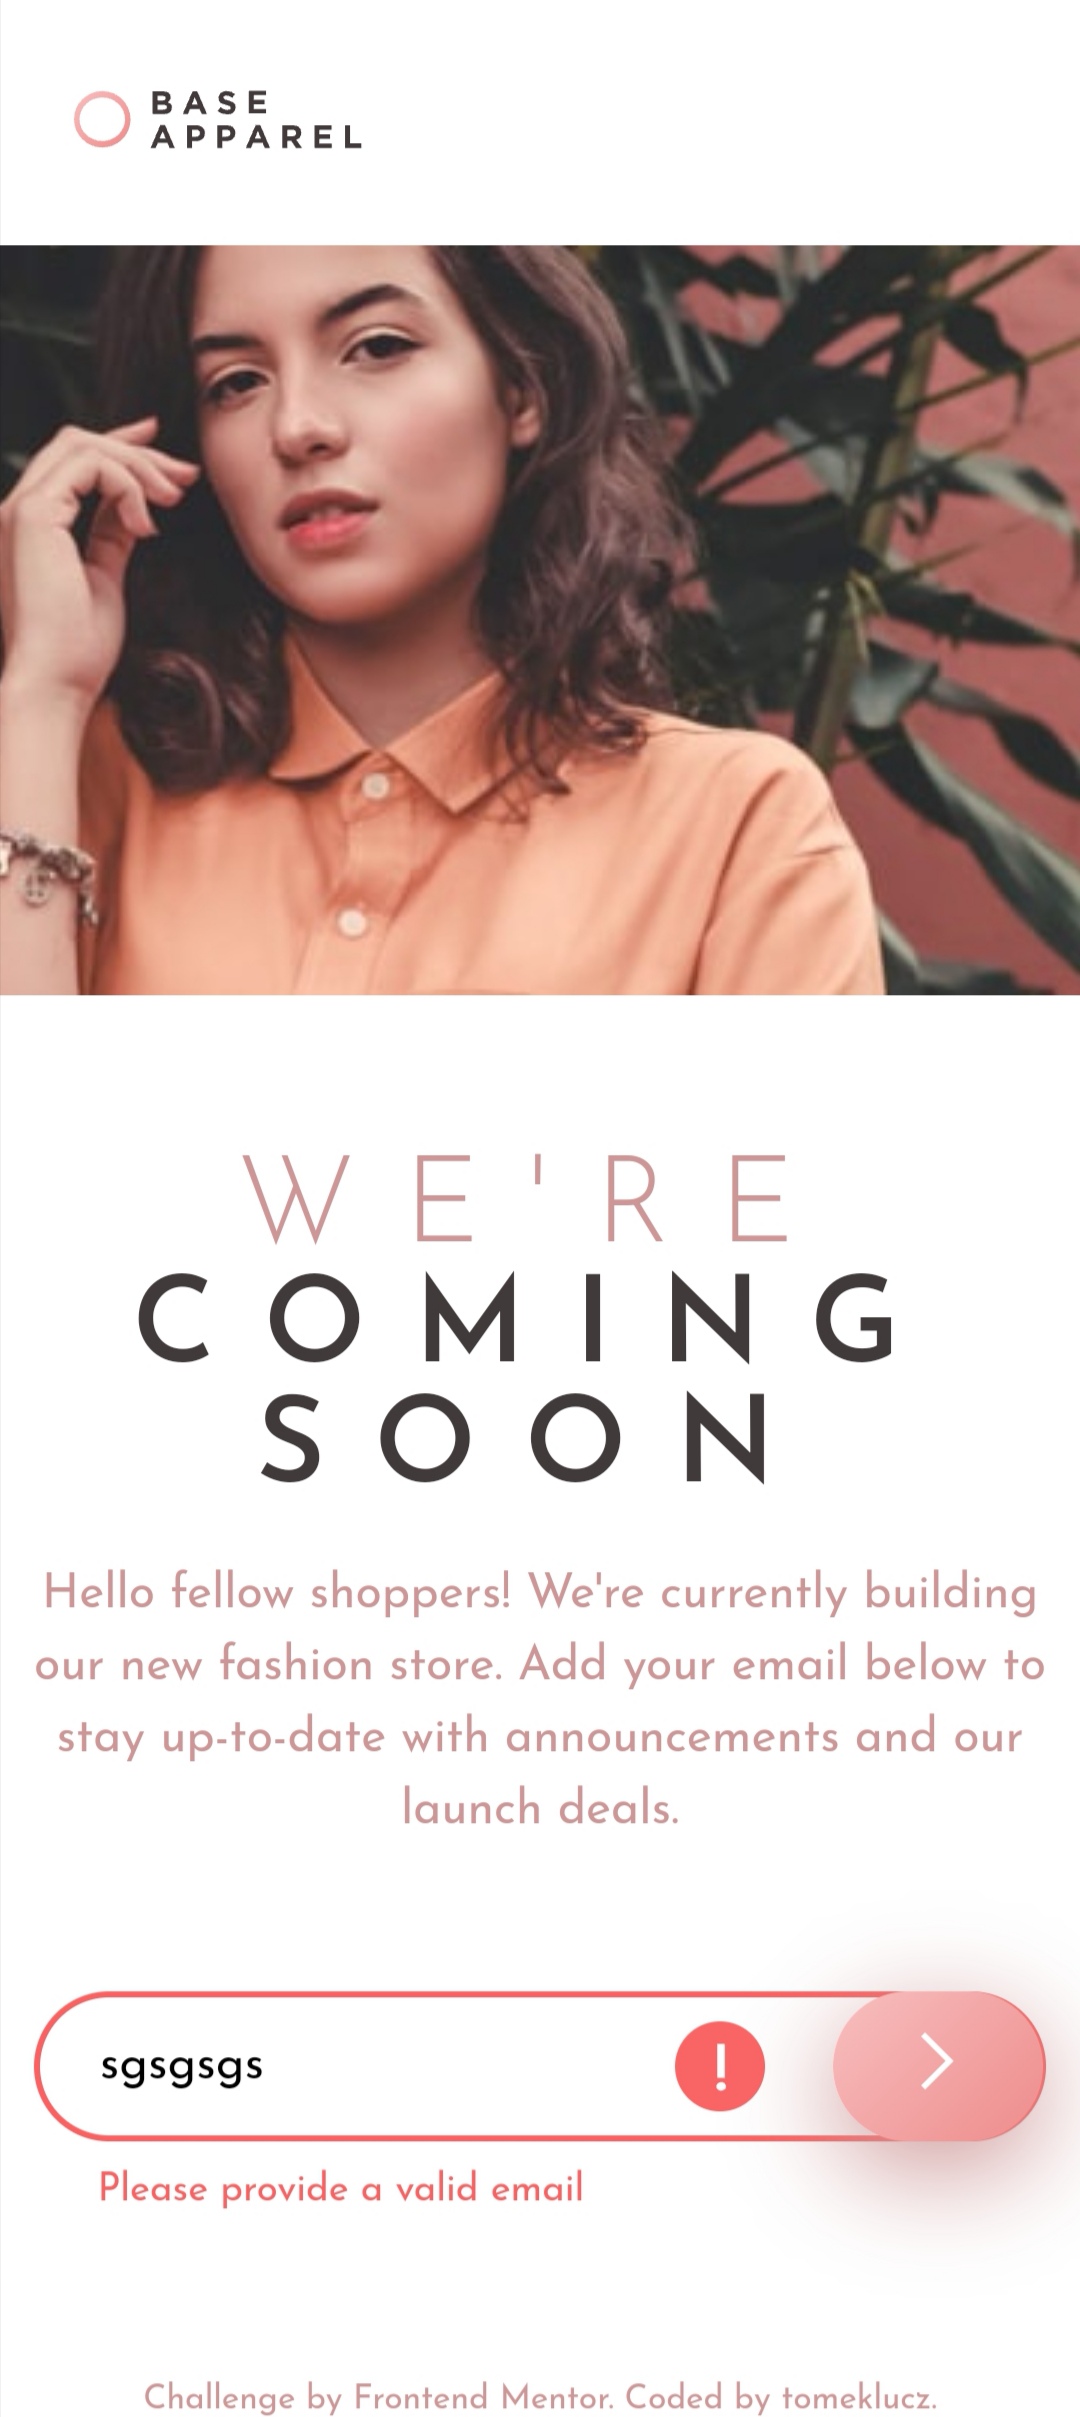 BASE
APPAREL
WE'RE
COMING
SOON
Hello fellow shoppers! We're currently building
our new fashion store. Add your email below to
stay up-to-date with announcements and our
launch deals.
sgsgsgs
!
Please provide a valid email
Challenge by Frontend Mentor. Coded by tomeklucz.